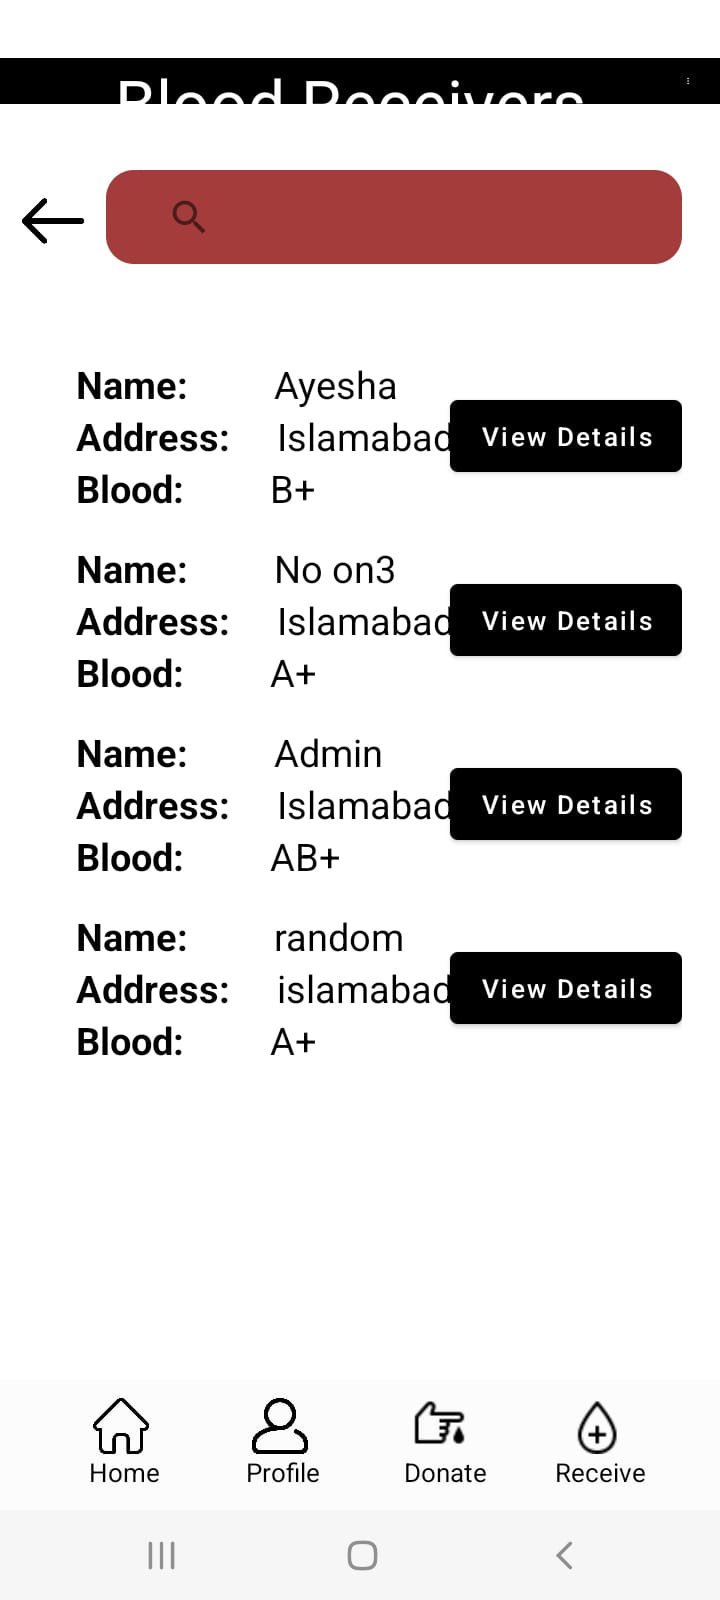 Blood Receivers
Name: Ayesha
Address: Islamabad
View Details
Blood: B+
Name: No on3
Address: Islamabad
View Details
Blood: A+
Name: Admin
Address: Islamabad
View Details
Blood: AB+
Name: random
Address: islamabad
View Details
Blood: A+
Home Profile Donate Receive